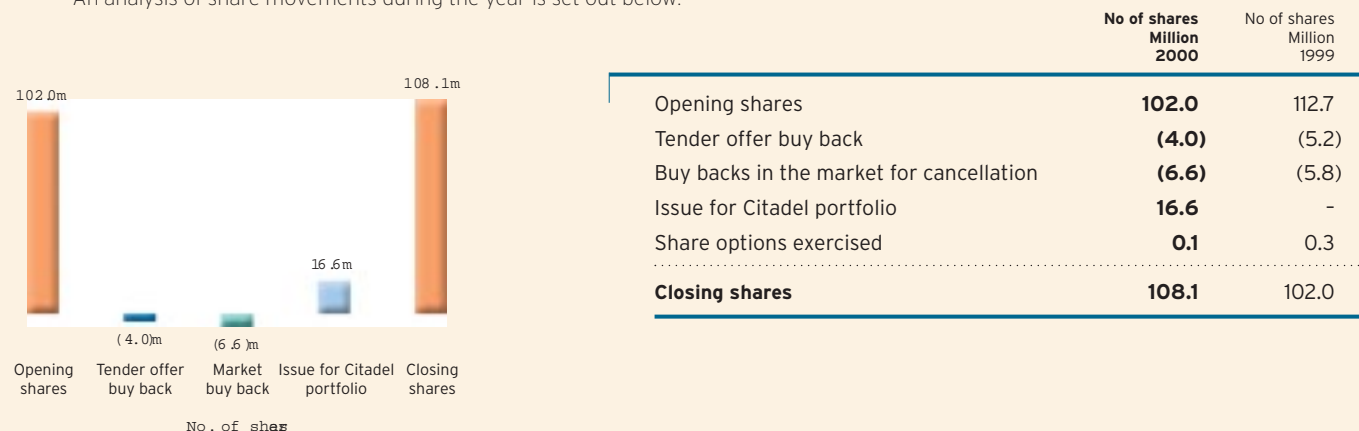 An analysis of share movements during the year is set out below.
102.0m
108.1m
16.6m
(4.0)m
(6.6)m
Opening shares
Tender offer buy back
Market buy back
Issue for Citadel portfolio
Closing shares
No. of
No of shares Million 2000
No of shares Million 1999
Opening shares 102.0 112.7
Tender offer buy back (4.0) (5.2)
Buy backs in the market for cancellation (6.6) (5.8)
Issue for Citadel portfolio 16.6 –
Share options exercised 0.1 0.3
Closing shares 108.1 102.0